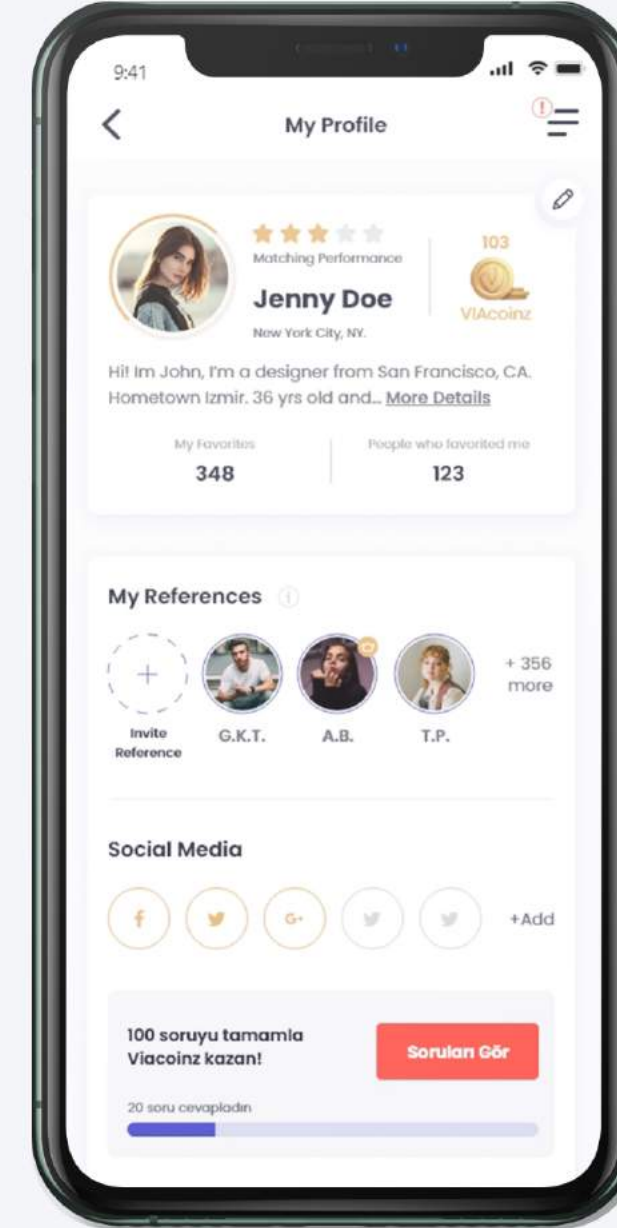 9:41
My Profile
!
103
Matching Performance
Jenny Doe
VIAcoinz
New York City, NY.
Hi! Im John, I'm a designer from San Francisco, CA.
Hometown Izmir. 36 yrs old and... More Details
My Favorites
People who favorited me
348
123
My References
i
+ 356
more
Invite
Reference
G.K.T.
A.B.
T.P.
Social Media
+Add
100 soruyu tamamla
Viacoinz kazan!
Soruları Gör
20 soru cevapladın